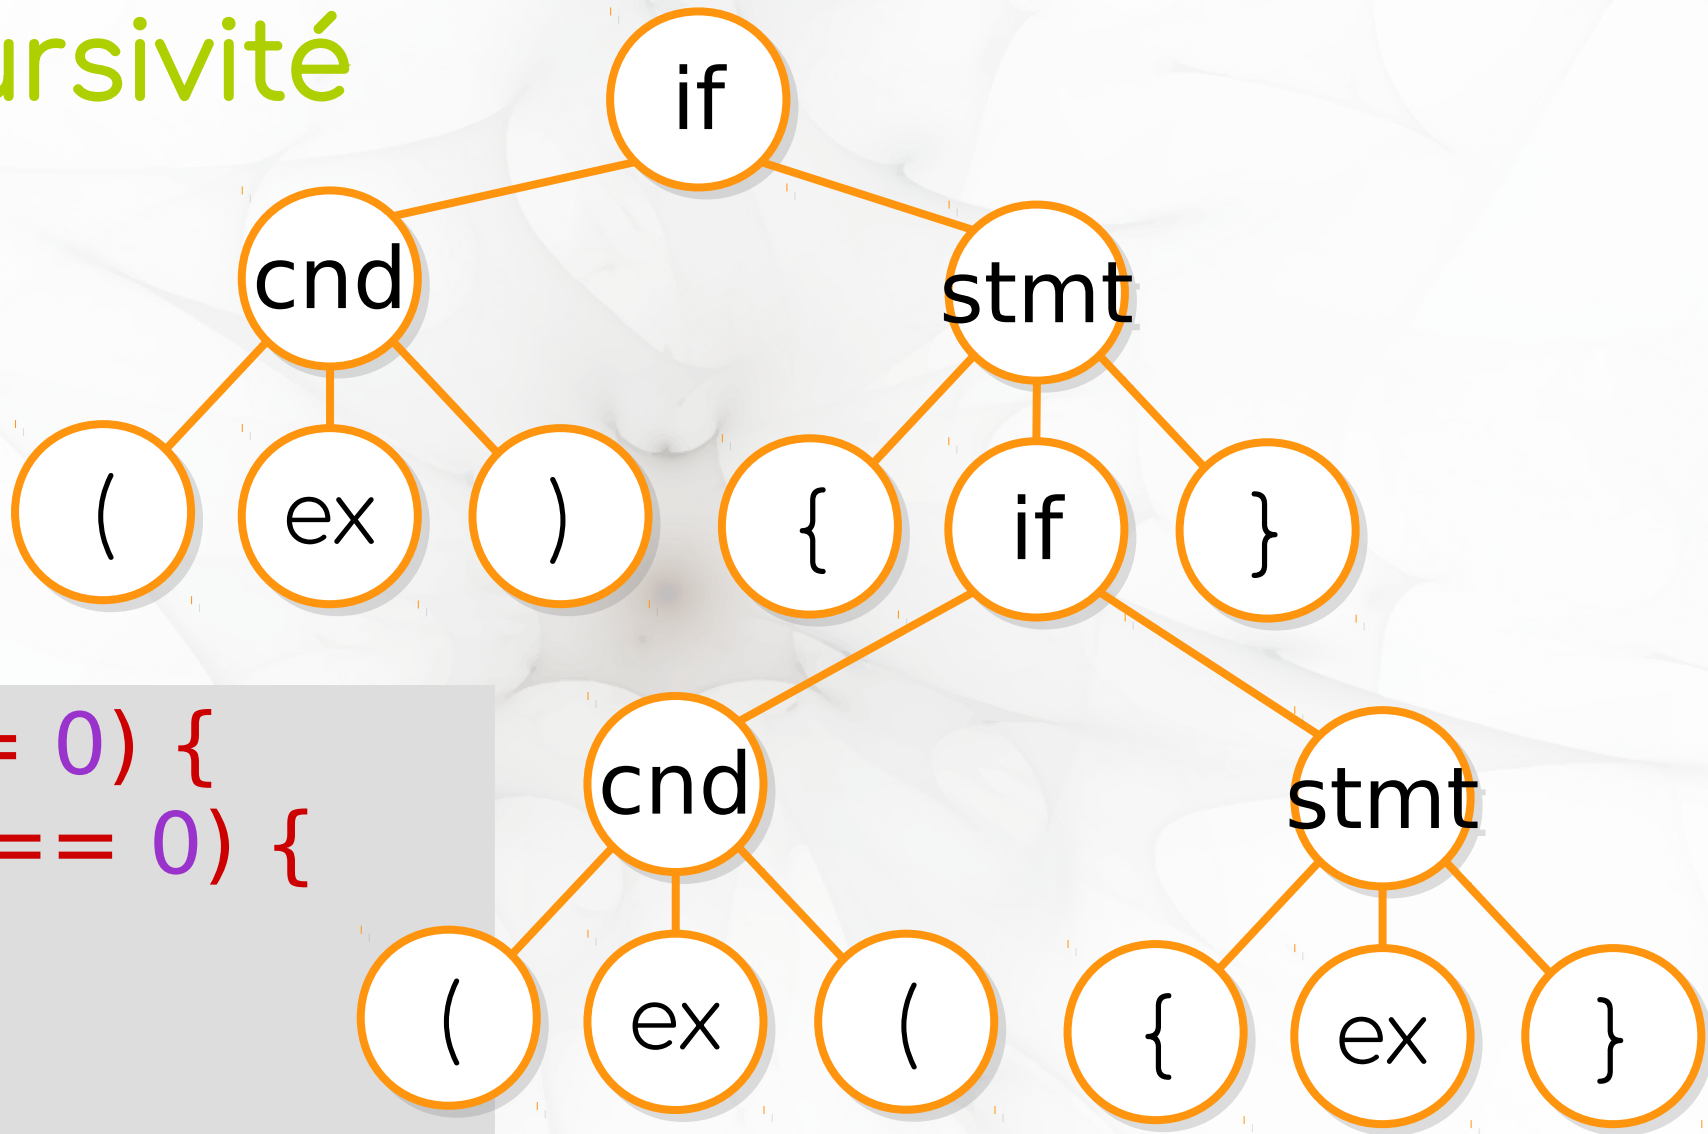 ursivité
if
cnd
stmt
( ex ) { if }
= 0) {
== 0) {
cnd
stmt
( ex ( { ex }